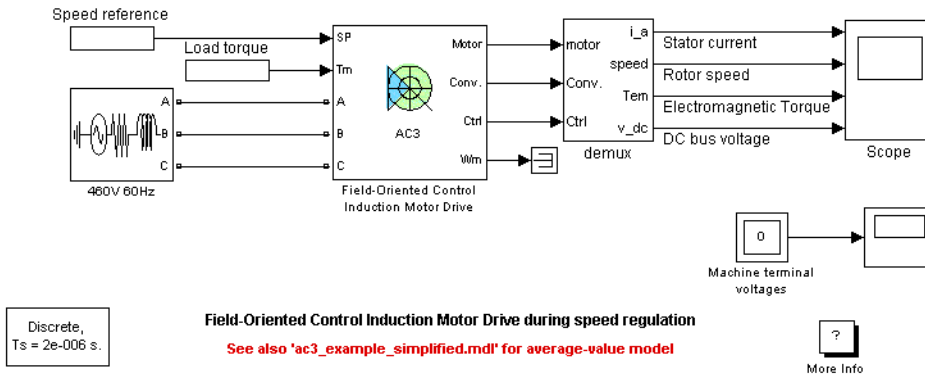 Speed reference
Load torque
SP
Tm
A
B
C
Motor
Conv.
Ctrl
Wm
AC3
A
B
C
460V 60Hz
Field-Oriented Control
Induction Motor Drive
motor
Conv.
Ctrl
i_a
speed
Tem
v_dc
demux
Stator current
Rotor speed
Electromagnetic Torque
DC bus voltage
Scope
0
Machine terminal
voltages
Discrete,
Ts = 2e-006 s.
Field-Oriented Control Induction Motor Drive during speed regulation
See also 'ac3_example_simplified.mdl' for average-value model
?
More Info